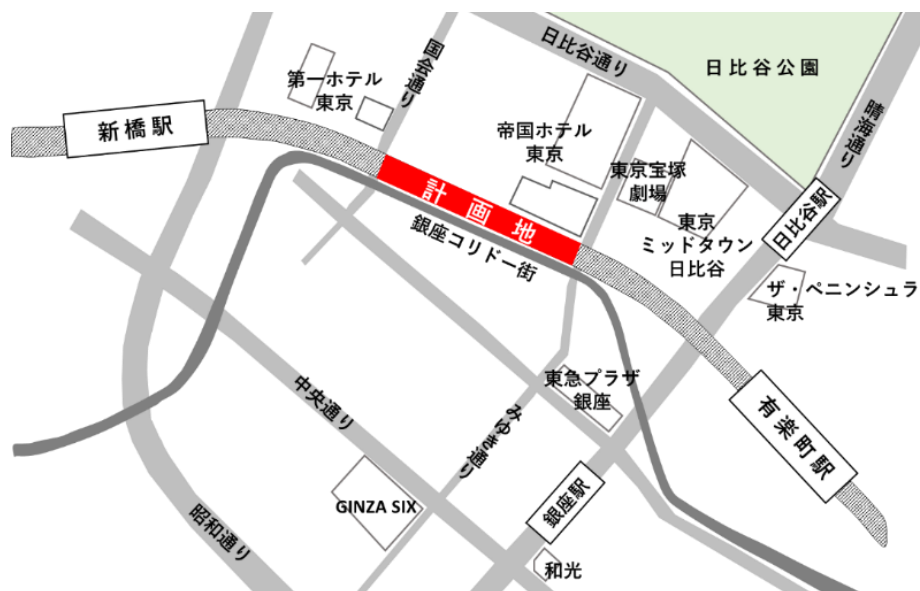 日比谷通り
日比谷公園
国会通り
晴海通り
第一ホテル
東京
新橋駅
帝国ホテル
東京
東京宝塚
劇場
東京
ミッドタウン
日比谷
日比谷駅
計画地
銀座コリドー街
ザ・ペニンシュラ
東京
東急プラザ
銀座
中央通り
みゆき通り
有楽町駅
GINZA SIX
銀座駅
昭和通り
和光